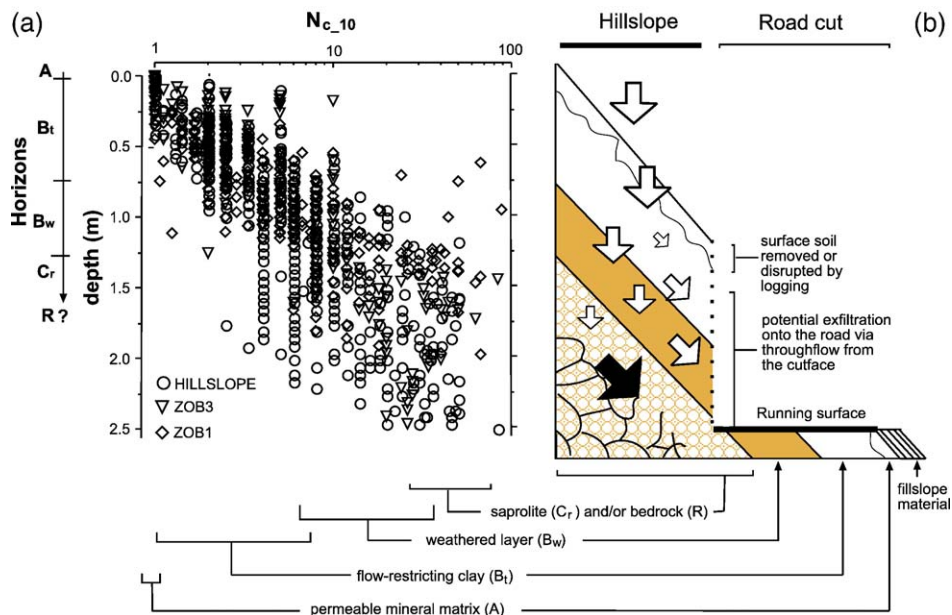 (a)
N_c_10
1
10
100
Horizons
A
B_t
B_w
C_r
R ?
depth (m)
0.0
0.5
1.0
1.5
2.0
2.5
HILLSLOPE
ZOB3
ZOB1
Hillslope
Road cut
(b)
surface soil
removed or
disrupted by
logging
potential exfiltration
onto the road via
throughflow from
the cutface
Running surface
fillslope
material
saprolite (C_r) and/or bedrock (R)
weathered layer (B_w)
flow-restricting clay (B_t)
permeable mineral matrix (A)